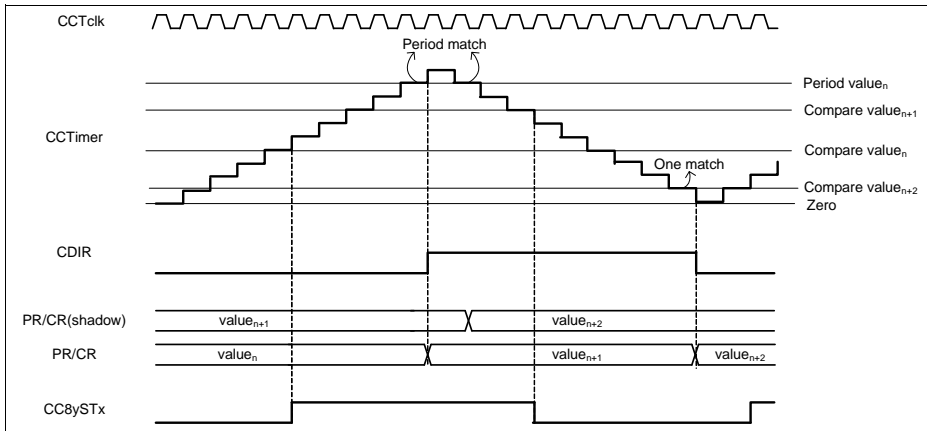 CCTclk
Period match
Period valueₙ
Compare valueₙ₊₁
CCTimer
Compare valueₙ
One match
Compare valueₙ₊₂
Zero
CDIR
PR/CR(shadow) valueₙ₊₁ valueₙ₊₂
PR/CR valueₙ valueₙ₊₁ valueₙ₊₂
CC8ySTx